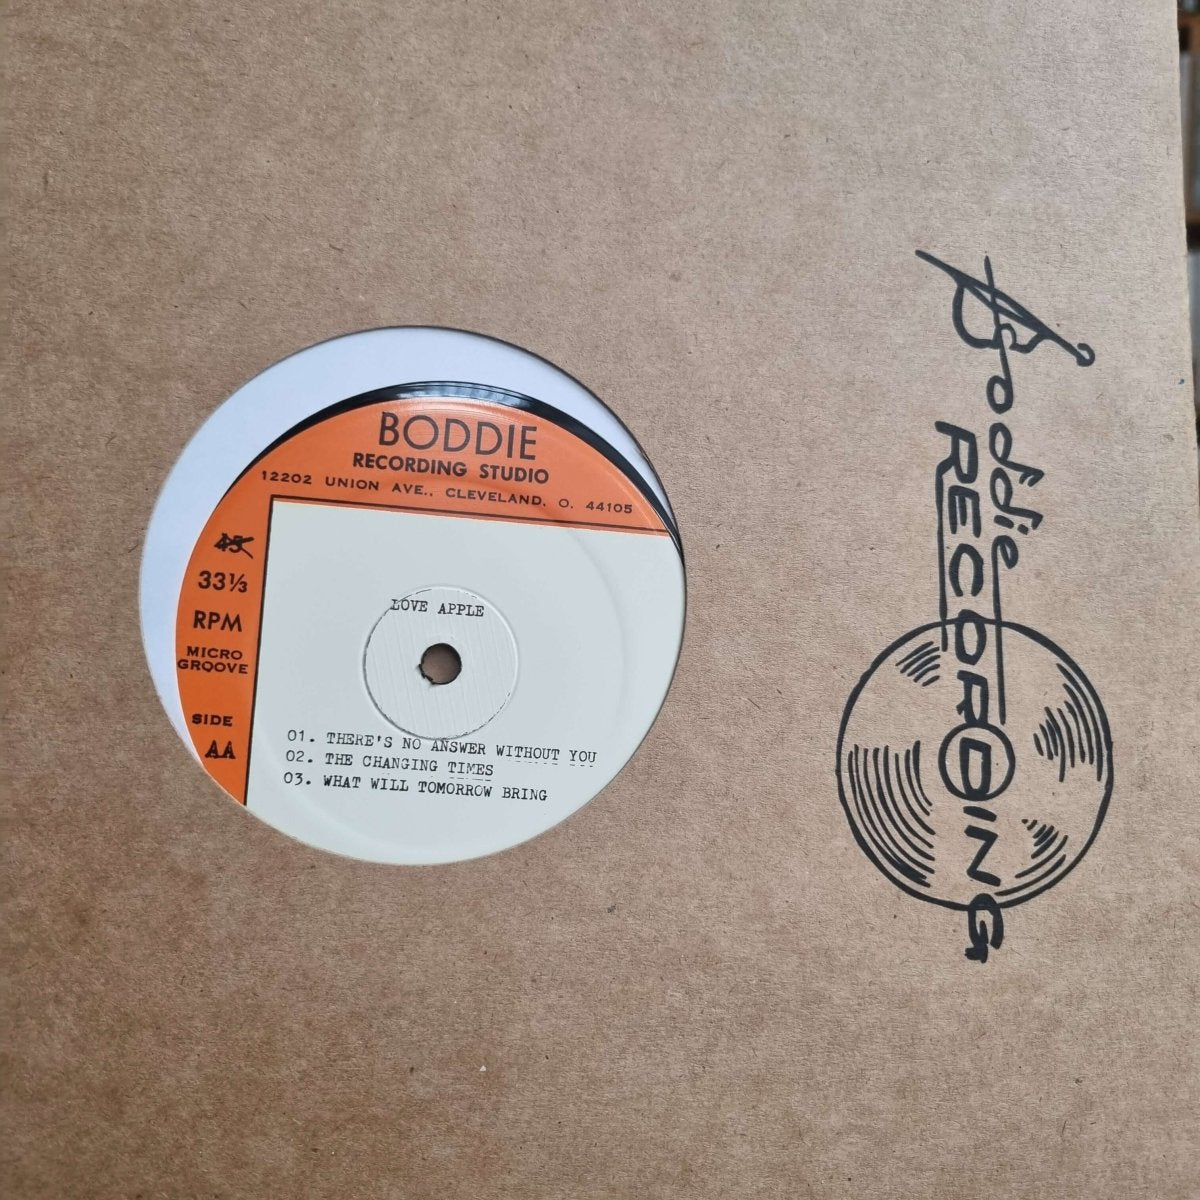 BODDIE
RECORDING STUDIO
12202 UNION AVE., CLEVELAND, O. 44105
45
33⅓
RPM
MICRO
GROOVE
SIDE
AA
LOVE APPLE
01. THERE'S NO ANSWER WITHOUT YOU
02. THE CHANGING TIMES
03. WHAT WILL TOMORROW BRING
Boddie
RECORDING